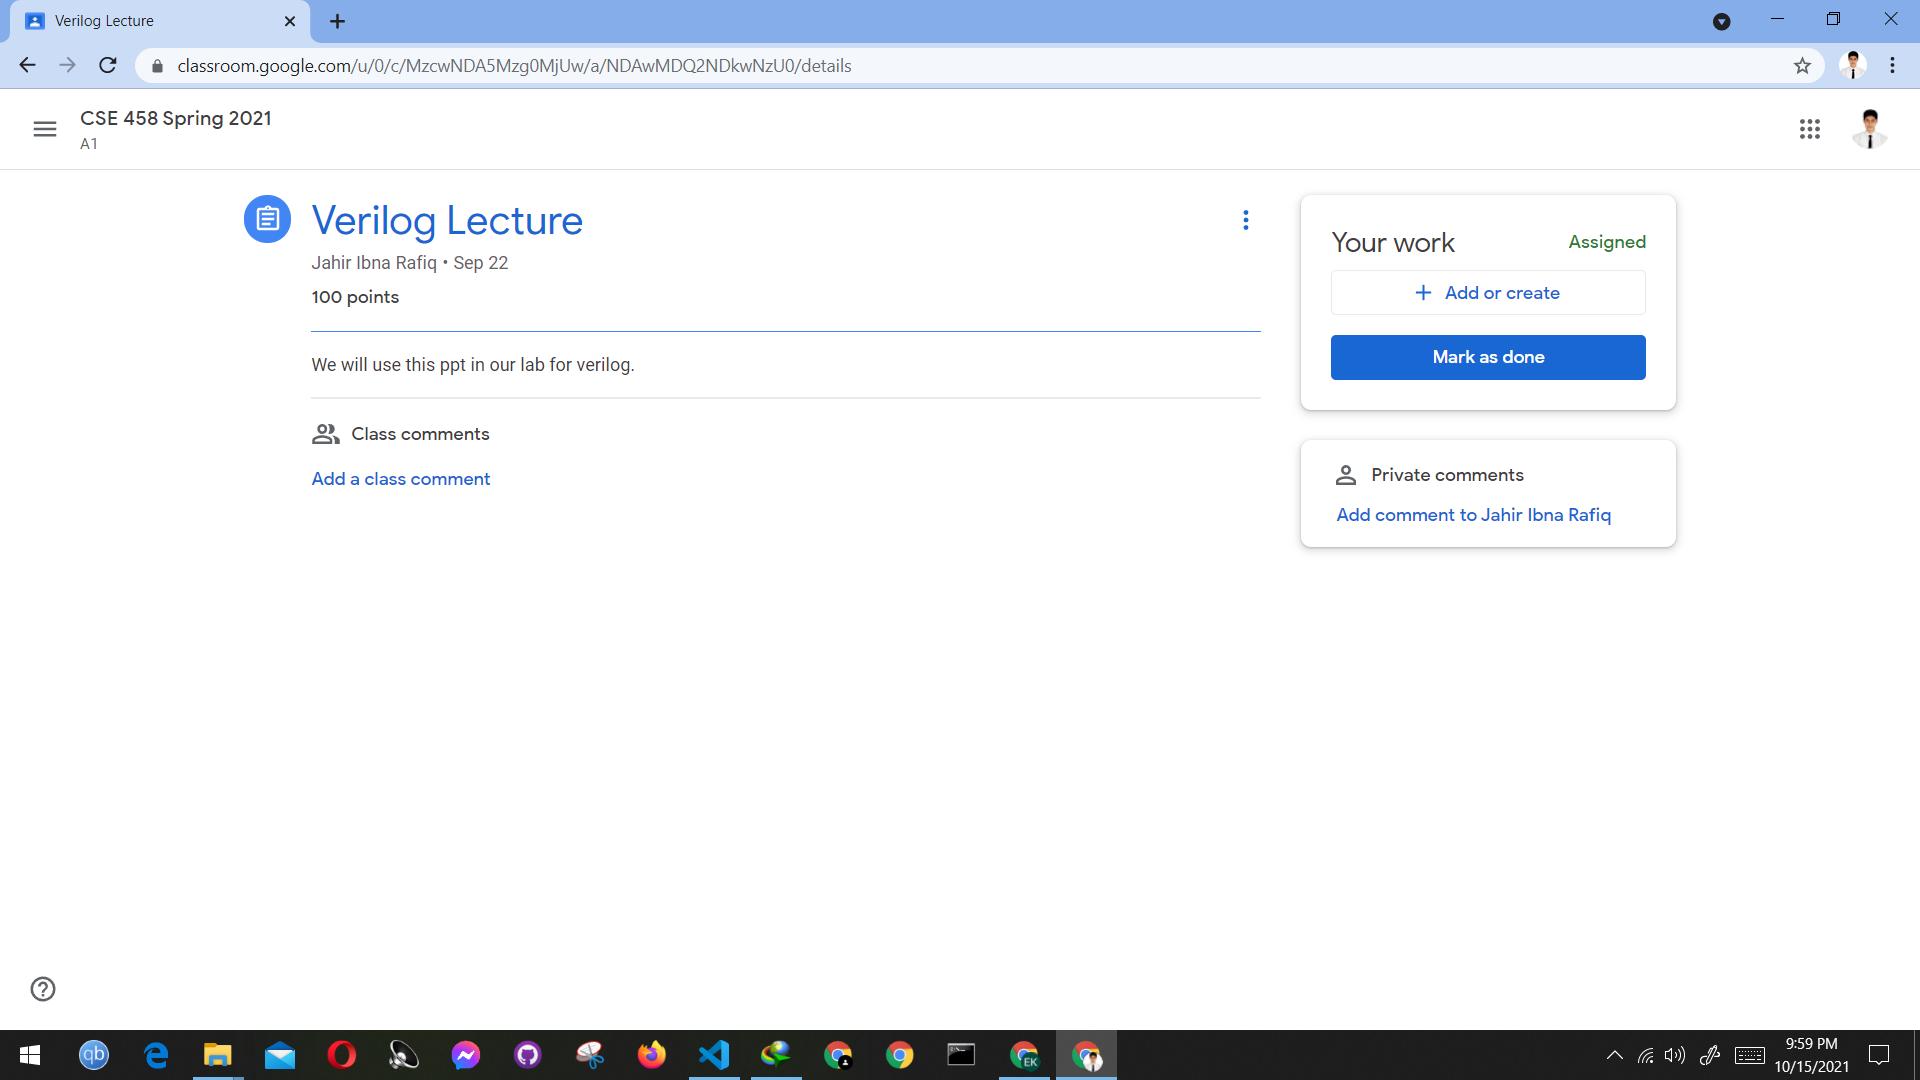 Verilog Lecture
classroom.google.com/u/0/c/MzcwNDA5Mzg0MjUw/a/NDAwMDQ2NDkwNzU0/details
CSE 458 Spring 2021
A1
Verilog Lecture
Jahir Ibna Rafiq • Sep 22
100 points
We will use this ppt in our lab for verilog.
Class comments
Add a class comment
Your work
Assigned
+ Add or create
Mark as done
Private comments
Add comment to Jahir Ibna Rafiq
qb
EK
9:59 PM
10/15/2021